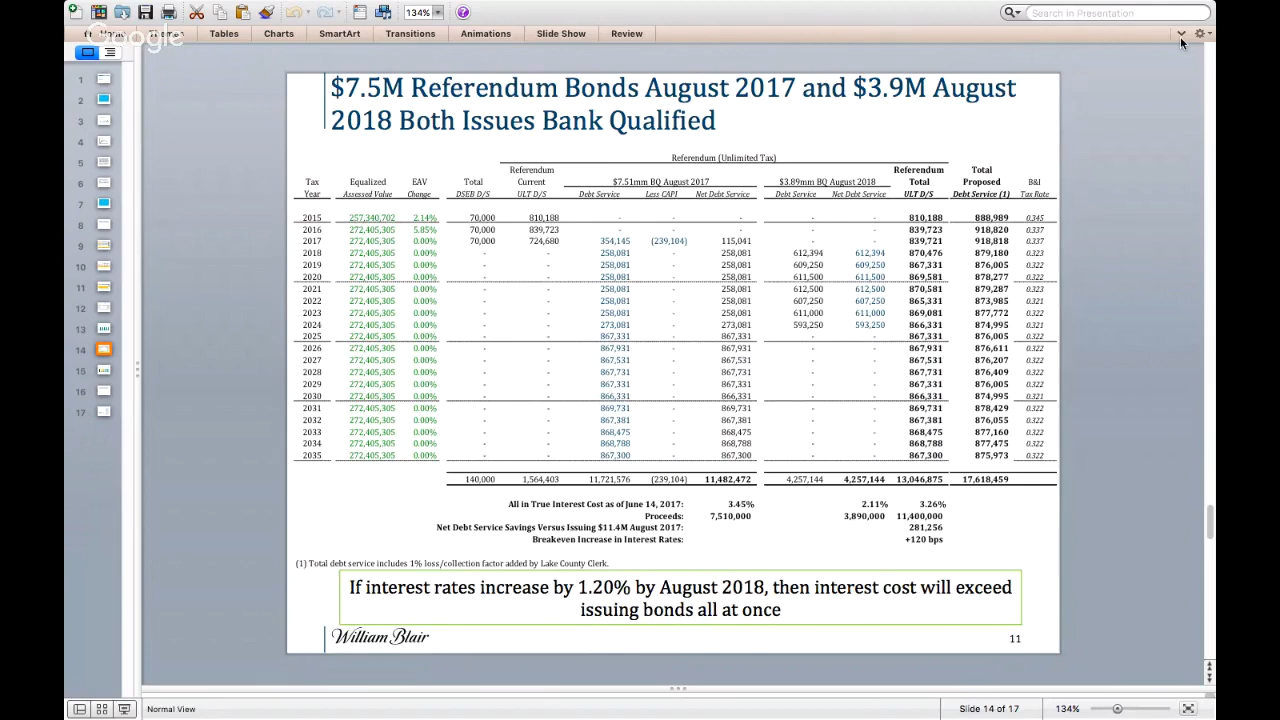 134%
Search in Presentation
Google
Home Themes Tables Charts SmartArt Transitions Animations Slide Show Review
1
2
3
4
5
6
7
8
9
10
11
12
13
14
15
16
17
$7.5M Referendum Bonds August 2017 and $3.9M August
2018 Both Issues Bank Qualified
Referendum (Unlimited Tax)
Referendum Referendum Total
Tax Equalized EAV Total Current $7.51mm BQ August 2017 $3.89mm BQ August 2018 Total Proposed B&I
Year Assessed Value Change DSEB D/S ULT D/S Debt Service Less CAPI Net Debt Service Debt Service Net Debt Service ULT D/S Debt Service (1) Tax Rate
2015 257,340,702 2.14% 70,000 810,188 - - - - - 810,188 888,989 0.345
2016 272,405,305 5.85% 70,000 839,723 - - - - - 839,723 918,820 0.337
2017 272,405,305 0.00% 70,000 724,680 354,145 (239,104) 115,041 - - 839,721 918,818 0.337
2018 272,405,305 0.00% - - 258,081 - 258,081 612,394 612,394 870,476 879,180 0.323
2019 272,405,305 0.00% - - 258,081 - 258,081 609,250 609,250 867,331 876,005 0.322
2020 272,405,305 0.00% - - 258,081 - 258,081 611,500 611,500 869,581 878,277 0.322
2021 272,405,305 0.00% - - 258,081 - 258,081 612,500 612,500 870,581 879,287 0.323
2022 272,405,305 0.00% - - 258,081 - 258,081 607,250 607,250 865,331 873,985 0.321
2023 272,405,305 0.00% - - 258,081 - 258,081 611,000 611,000 869,081 877,772 0.322
2024 272,405,305 0.00% - - 273,081 - 273,081 593,250 593,250 866,331 874,995 0.321
2025 272,405,305 0.00% - - 867,331 - 867,331 - - 867,331 876,005 0.322
2026 272,405,305 0.00% - - 867,931 - 867,931 - - 867,931 876,611 0.322
2027 272,405,305 0.00% - - 867,531 - 867,531 - - 867,531 876,207 0.322
2028 272,405,305 0.00% - - 867,731 - 867,731 - - 867,731 876,409 0.322
2029 272,405,305 0.00% - - 867,331 - 867,331 - - 867,331 876,005 0.322
2030 272,405,305 0.00% - - 866,331 - 866,331 - - 866,331 874,995 0.321
2031 272,405,305 0.00% - - 869,731 - 869,731 - - 869,731 878,429 0.322
2032 272,405,305 0.00% - - 867,381 - 867,381 - - 867,381 876,055 0.322
2033 272,405,305 0.00% - - 868,475 - 868,475 - - 868,475 877,160 0.322
2034 272,405,305 0.00% - - 868,788 - 868,788 - - 868,788 877,475 0.322
2035 272,405,305 0.00% - - 867,300 - 867,300 - - 867,300 875,973 0.322
140,000 1,564,403 11,721,576 (239,104) 11,482,472 4,257,144 4,257,144 13,046,875 17,618,459
All in True Interest Cost as of June 14, 2017: 3.45% 2.11% 3.26%
Proceeds: 7,510,000 3,890,000 11,400,000
Net Debt Service Savings Versus Issuing $11.4M August 2017: 281,256
Breakeven Increase in Interest Rates: +120 bps
(1) Total debt service includes 1% loss/collection factor added by Lake County Clerk.
If interest rates increase by 1.20% by August 2018, then interest cost will exceed
issuing bonds all at once
William Blair 11
Normal View Slide 14 of 17 134%